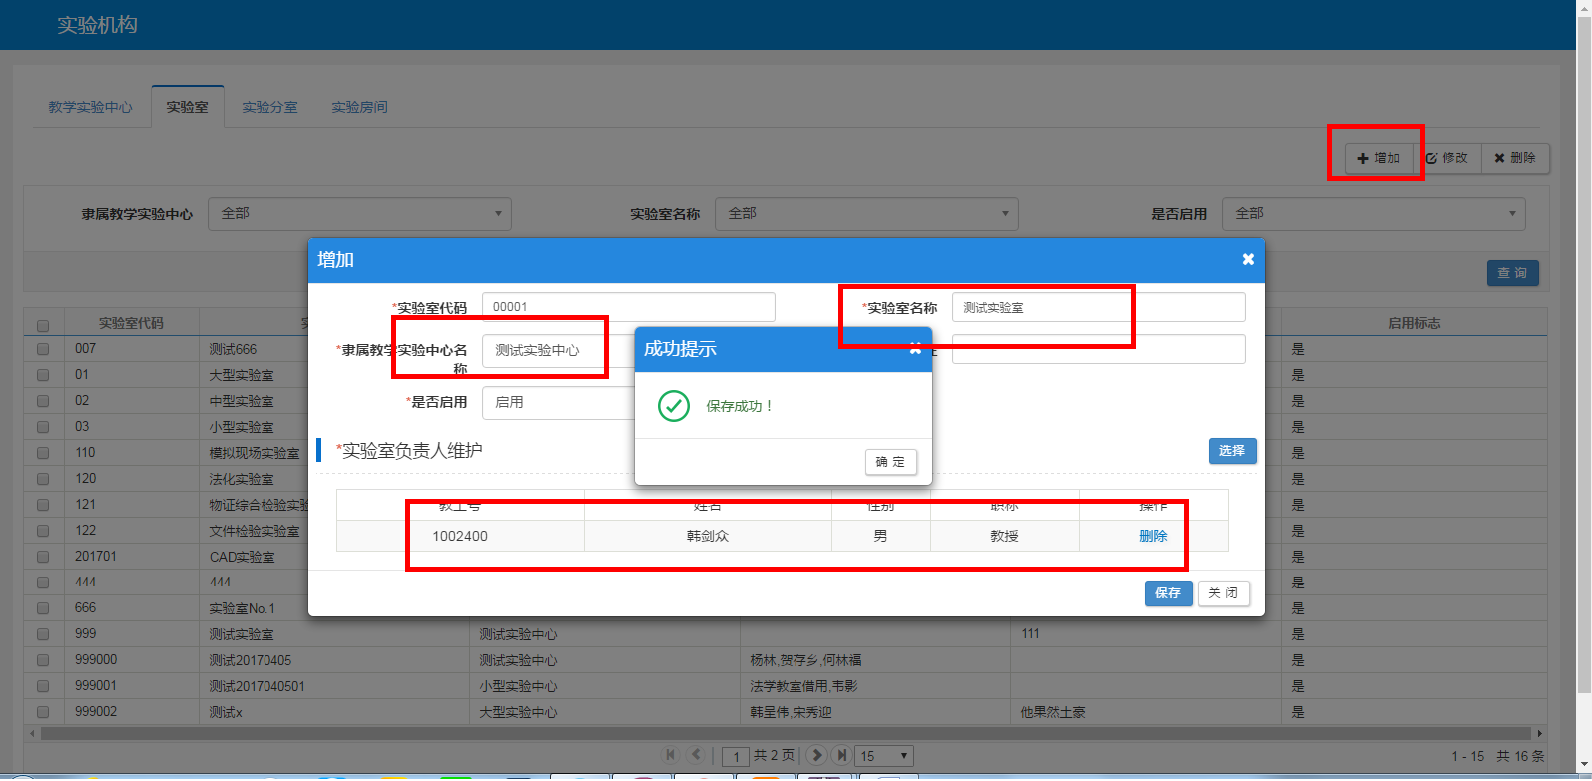 实验机构
教学实验中心 实验室 实验分室 实验房间
增加 修改 删除
隶属教学实验中心 全部 实验室名称 全部 是否启用 全部
查 询
增加
*实验室代码 00001 *实验室名称 测试实验室
*隶属教学实验中心名称 测试实验中心
*是否启用 启用
成功提示
保存成功！
确 定
*实验室负责人维护 选择
教工号 姓名 性别 职称 操作
1002400 韩剑众 男 教授 删除
保存 关 闭
实验室代码 启用标志
007 测试666 是
01 大型实验室 是
02 中型实验室 是
03 小型实验室 是
110 模拟现场实验室 是
120 法化实验室 是
121 物证综合检验实验 是
122 文件检验实验室 是
201701 CAD实验室 是
444 444 是
666 实验室No.1 是
999 测试实验室 测试实验中心 111 是
999000 测试20170405 测试实验中心 杨林,贺存乡,何林福 是
999001 测试2017040501 小型实验中心 法学教室借用,韦影 是
999002 测试x 大型实验中心 韩呈伟,宋秀迎 他果然土豪 是
1 共 2 页 15 1 - 15 共 16 条